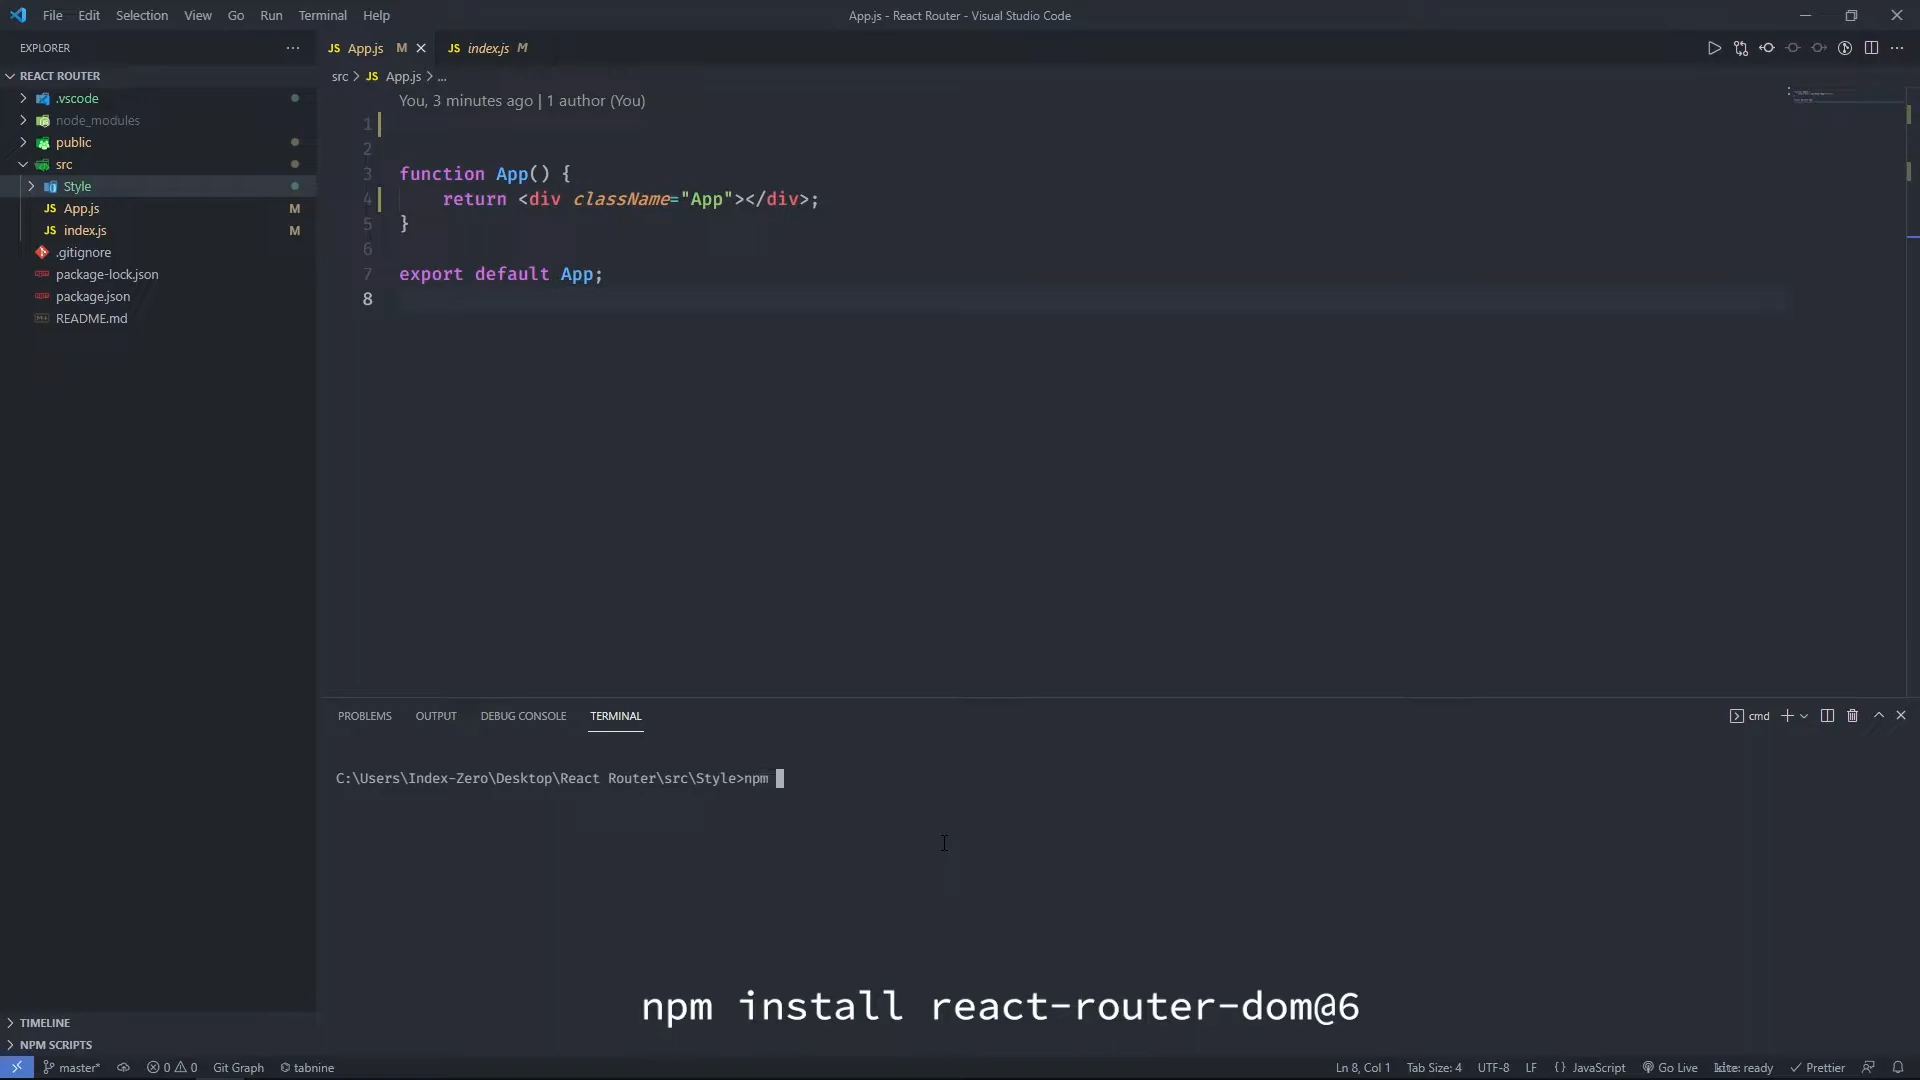 File Edit Selection View Go Run Terminal Help
App.js - React Router - Visual Studio Code
EXPLORER
REACT ROUTER
.vscode
node_modules
public
src
Style
JS App.js M
JS index.js M
.gitignore
package-lock.json
package.json
README.md
TIMELINE
NPM SCRIPTS
JS App.js M
JS index.js M
src > JS App.js > ...
You, 3 minutes ago | 1 author (You)
1
2
3 function App() {
4 return <div className="App"></div>;
5 }
6
7 export default App;
8
PROBLEMS OUTPUT DEBUG CONSOLE TERMINAL
cmd
C:\Users\Index-Zero\Desktop\React Router\src\Style>npm
npm install react-router-dom@6
master* 0 0 Git Graph tabnine
Ln 8, Col 1 Tab Size: 4 UTF-8 LF {} JavaScript Go Live kite: ready Prettier